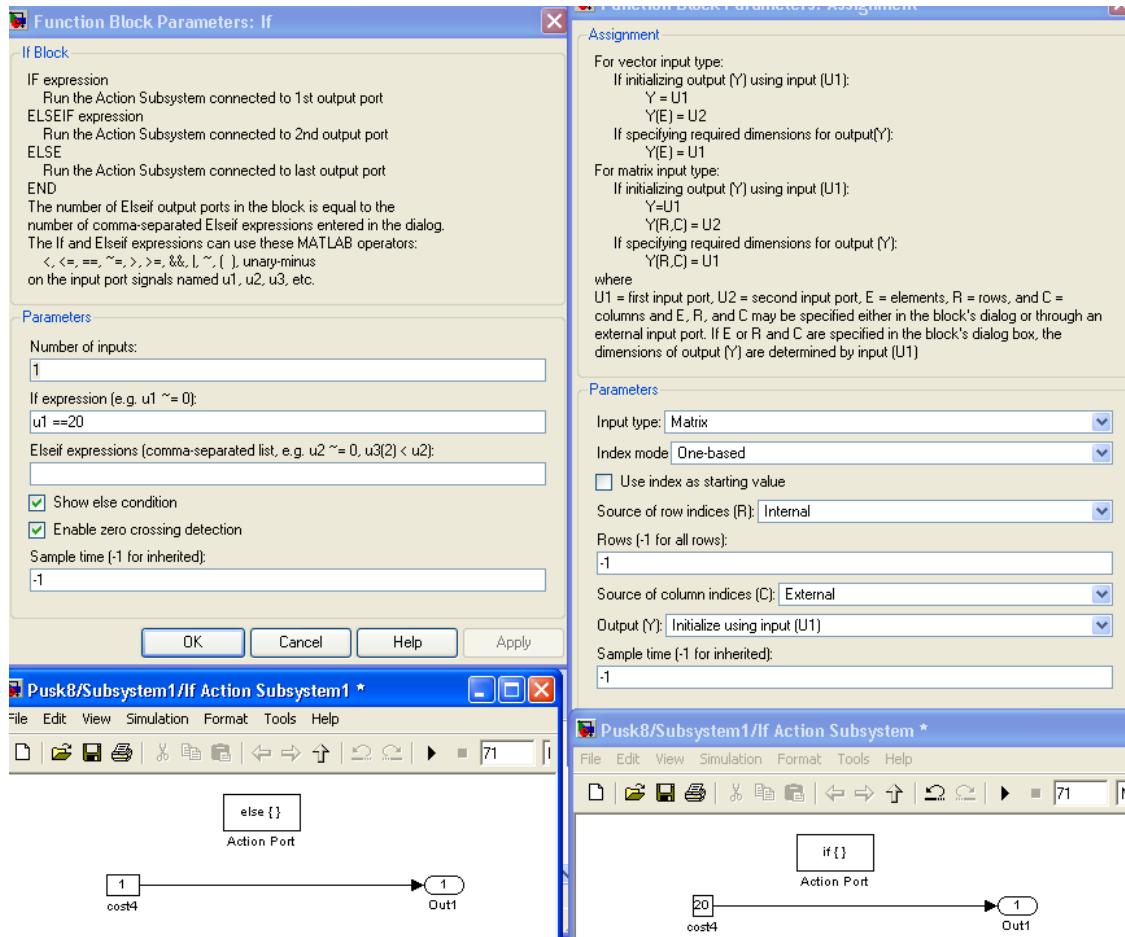 Function Block Parameters: If
If Block
IF expression
Run the Action Subsystem connected to 1st output port
ELSEIF expression
Run the Action Subsystem connected to 2nd output port
ELSE
Run the Action Subsystem connected to last output port
END
The number of Elseif output ports in the block is equal to the
number of comma-separated Elseif expressions entered in the dialog.
The If and Elseif expressions can use these MATLAB operators:
<, <=, ==, ~=, >, >=, &&, |, ~, ( ), unary-minus
on the input port signals named u1, u2, u3, etc.
Parameters
Number of inputs:
1
If expression (e.g. u1 ~= 0):
u1 ==20
Elseif expressions (comma-separated list, e.g. u2 ~= 0, u3(2) < u2):
Show else condition
Enable zero crossing detection
Sample time (-1 for inherited):
-1
OK Cancel Help Apply
Function Block Parameters: Assignment
Assignment
For vector input type:
If initializing output (Y) using input (U1):
Y = U1
Y(E) = U2
If specifying required dimensions for output(Y):
Y(E) = U1
For matrix input type:
If initializing output (Y) using input (U1):
Y=U1
Y(R,C) = U2
If specifying required dimensions for output (Y):
Y(R,C) = U1
where
U1 = first input port, U2 = second input port, E = elements, R = rows, and C =
columns and E, R, and C may be specified either in the block's dialog or through an
external input port. If E or R and C are specified in the block's dialog box, the
dimensions of output (Y) are determined by input (U1)
Parameters
Input type: Matrix
Index mode One-based
Use index as starting value
Source of row indices (R): Internal
Rows (-1 for all rows):
-1
Source of column indices (C): External
Output (Y): Initialize using input (U1)
Sample time (-1 for inherited):
-1
Pusk8/Subsystem1/If Action Subsystem1 *
File Edit View Simulation Format Tools Help
71
else { }
Action Port
1
1
cost4
Out1
Pusk8/Subsystem1/If Action Subsystem *
File Edit View Simulation Format Tools Help
71
if { }
Action Port
20
1
cost4
Out1